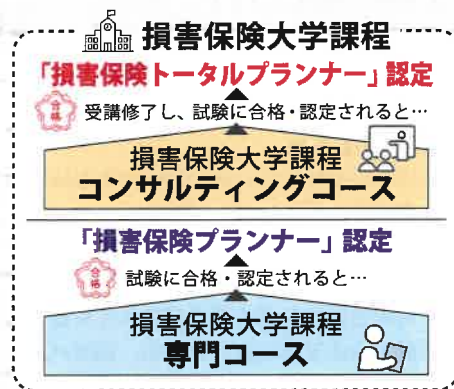 損害保険大学課程
「損害保険トータルプランナー」認定
合格
受講修了し、試験に合格・認定されると…
損害保険大学課程
コンサルティングコース
「損害保険プランナー」認定
合格
試験に合格・認定されると…
損害保険大学課程
専門コース